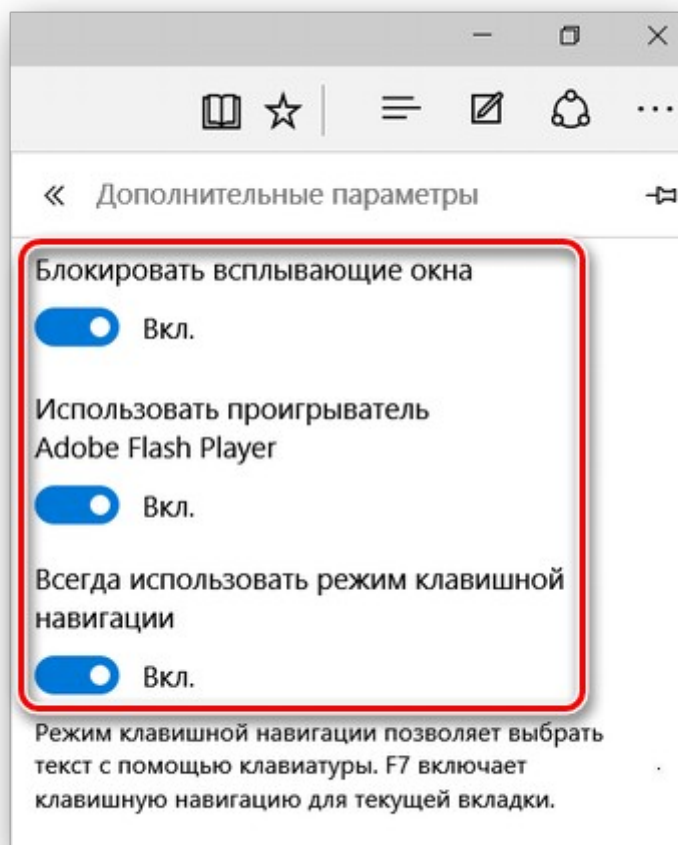 Дополнительные параметры
Блокировать всплывающие окна
Вкл.
Использовать проигрыватель
Adobe Flash Player
Вкл.
Всегда использовать режим клавишной
навигации
Вкл.
Режим клавишной навигации позволяет выбрать
текст с помощью клавиатуры. F7 включает
клавишную навигацию для текущей вкладки.